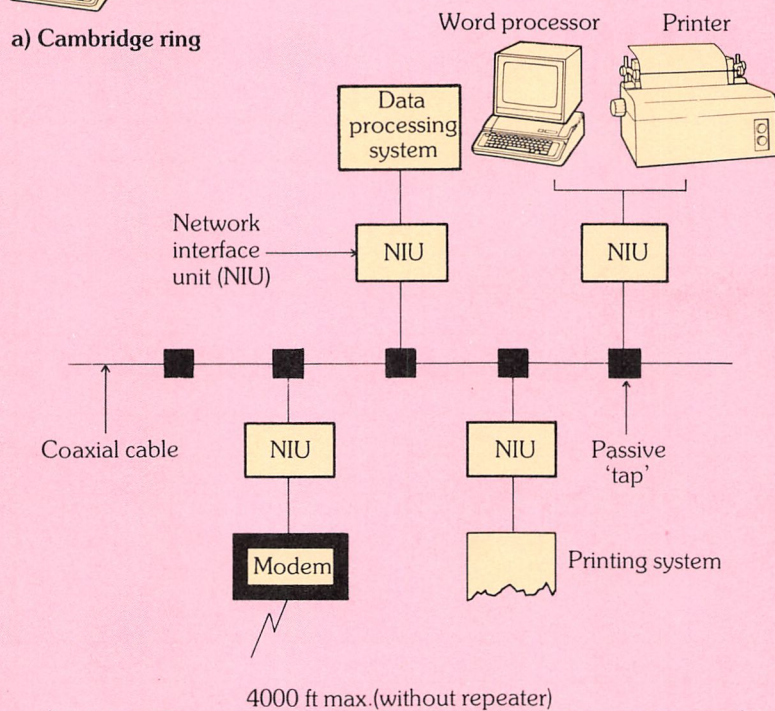 a) Cambridge ring
Word processor
Printer
Data
processing
system
Network
interface
unit (NIU)
NIU
NIU
Coaxial cable
NIU
NIU
Passive
‘tap’
Modem
Printing system
4000 ft max.(without repeater)